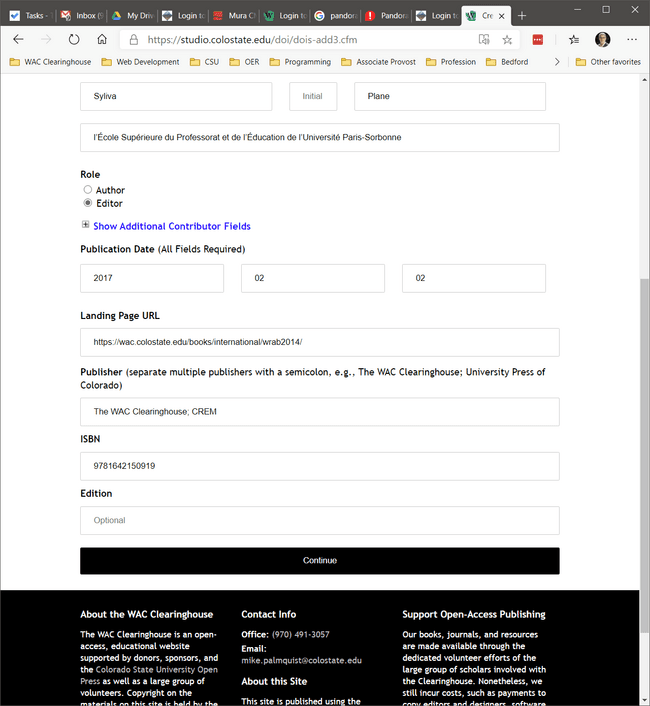 Tasks -
Inbox (9
My Driv
Login to
Mura C
Login to
pandora
Pandora
Login to
Cre
https://studio.colostate.edu/doi/dois-add3.cfm
WAC Clearinghouse
Web Development
CSU
OER
Programming
Associate Provost
Profession
Bedford
Other favorites
Syliva
Initial
Plane
l'École Supérieure du Professorat et de l'Éducation de l'Université Paris-Sorbonne
Role
Author
Editor
Show Additional Contributor Fields
Publication Date (All Fields Required)
2017
02
02
Landing Page URL
https://wac.colostate.edu/books/international/wrab2014/
Publisher (separate multiple publishers with a semicolon, e.g., The WAC Clearinghouse; University Press of
Colorado)
The WAC Clearinghouse; CREM
ISBN
9781642150919
Edition
Optional
Continue
About the WAC Clearinghouse
The WAC Clearinghouse is an open-
access, educational website
supported by donors, sponsors, and
the Colorado State University Open
Press as well as a large group of
volunteers. Copyright on the
materials on this site is held by the
Contact Info
Office: (970) 491-3057
Email:
mike.palmquist@colostate.edu
About this Site
This site is published using the
Support Open-Access Publishing
Our books, journals, and resources
are made available through the
dedicated volunteer efforts of the
large group of scholars involved with
the Clearinghouse. Nonetheless, we
still incur costs, such as payments to
copy editors and designers, software